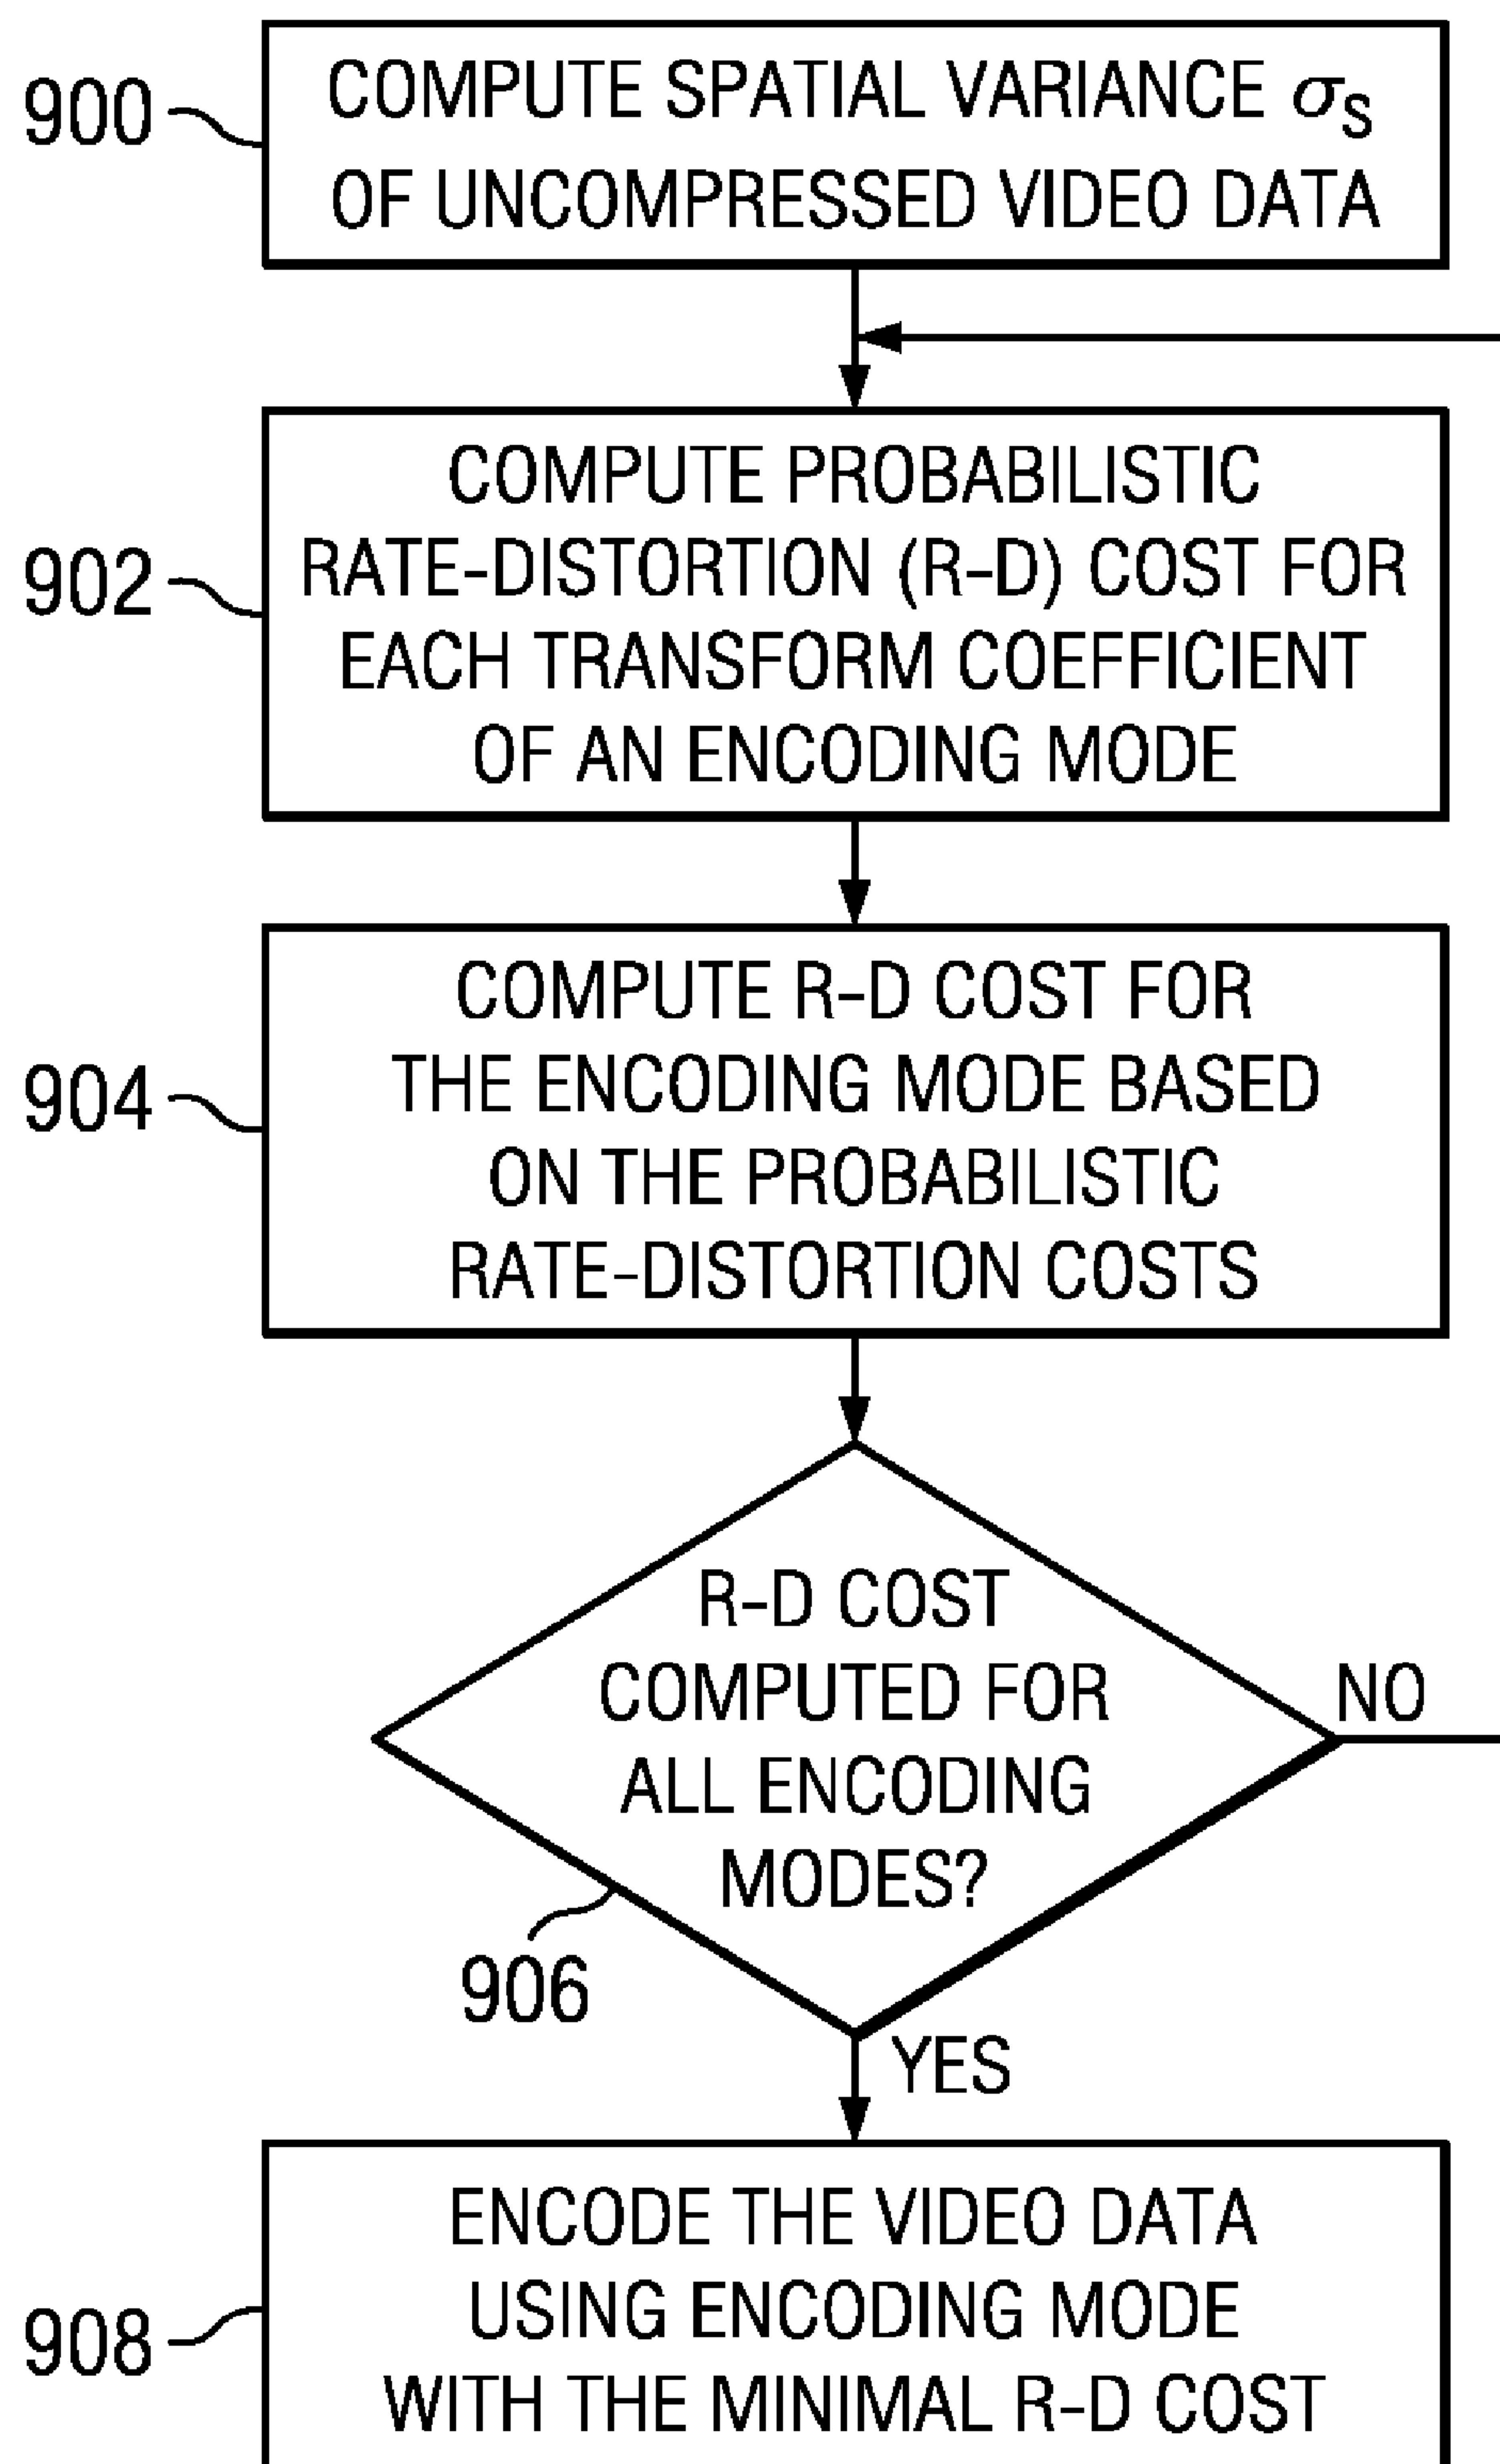 900
COMPUTE SPATIAL VARIANCE σS
OF UNCOMPRESSED VIDEO DATA
902
COMPUTE PROBABILISTIC
RATE-DISTORTION (R-D) COST FOR
EACH TRANSFORM COEFFICIENT
OF AN ENCODING MODE
904
COMPUTE R-D COST FOR
THE ENCODING MODE BASED
ON THE PROBABILISTIC
RATE-DISTORTION COSTS
R-D COST
COMPUTED FOR
ALL ENCODING
MODES?
NO
906
YES
908
ENCODE THE VIDEO DATA
USING ENCODING MODE
WITH THE MINIMAL R-D COST